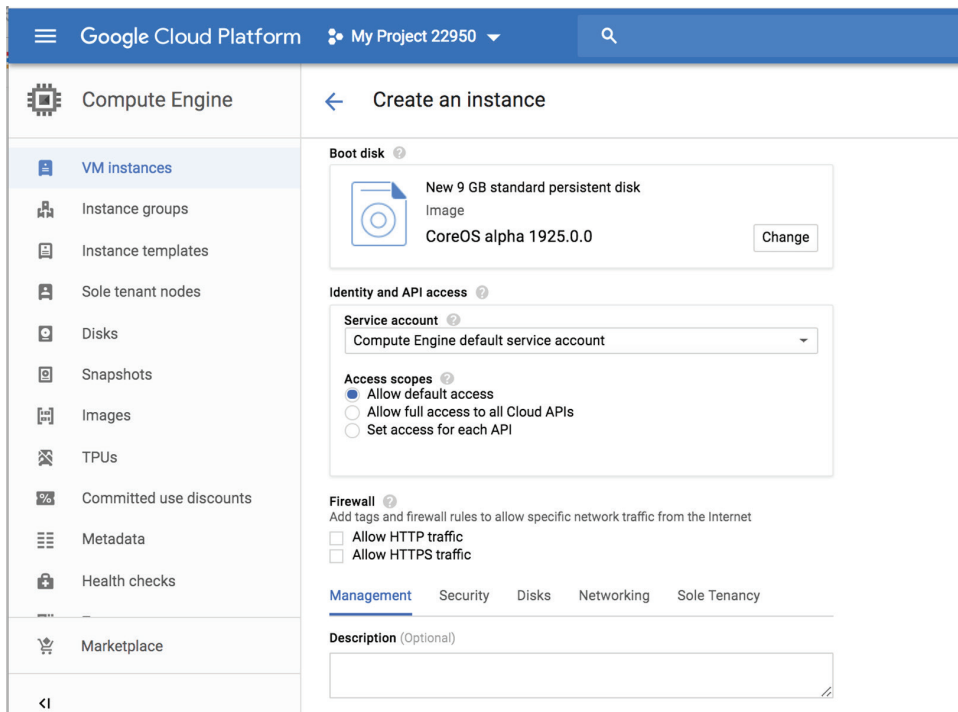 Google Cloud Platform
My Project 22950
Compute Engine
Create an instance
VM instances
Instance groups
Instance templates
Sole tenant nodes
Disks
Snapshots
Images
TPUs
Committed use discounts
Metadata
Health checks
Marketplace
Boot disk ?
New 9 GB standard persistent disk
Image
CoreOS alpha 1925.0.0
Change
Identity and API access ?
Service account ?
Compute Engine default service account
Access scopes ?
Allow default access
Allow full access to all Cloud APIs
Set access for each API
Firewall ?
Add tags and firewall rules to allow specific network traffic from the Internet
Allow HTTP traffic
Allow HTTPS traffic
Management Security Disks Networking Sole Tenancy
Description (Optional)